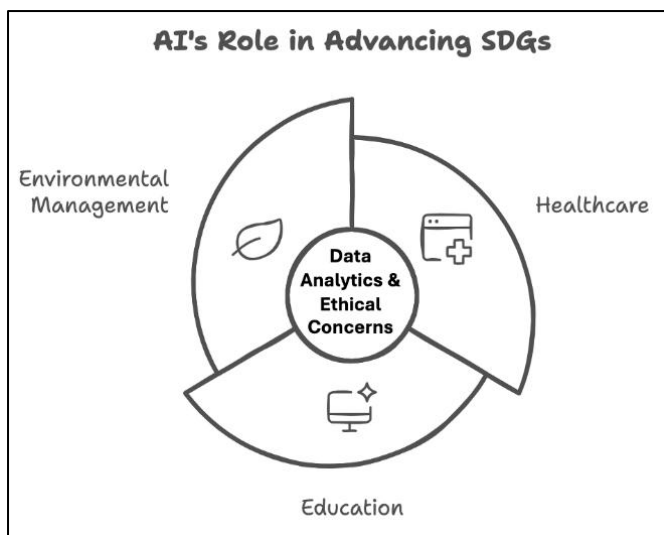 AI's Role in Advancing SDGs
Environmental
Management
Healthcare
Data
Analytics &
Ethical
Concerns
Education